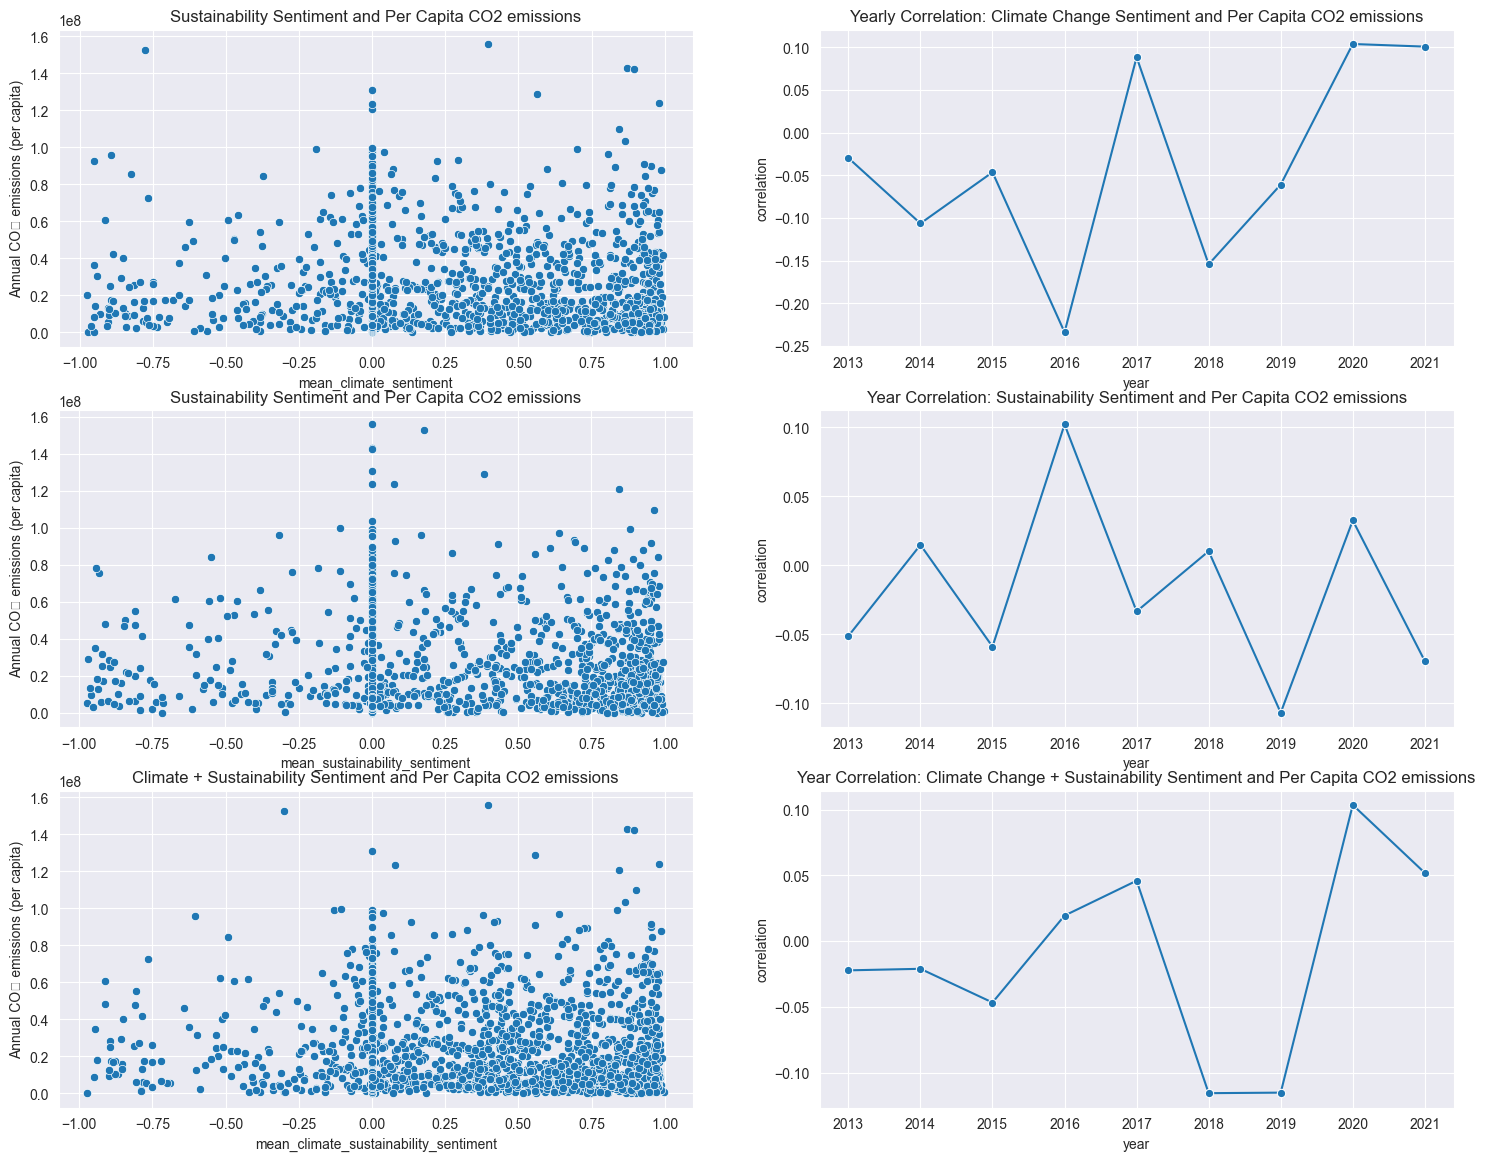 Sustainability Sentiment and Per Capita CO2 emissions
1e8
Annual CO□ emissions (per capita)
1.6
1.4
1.2
1.0
0.8
0.6
0.4
0.2
0.0
−1.00 −0.75 −0.50 −0.25 0.00 0.25 0.50 0.75 1.00
mean_climate_sentiment
Yearly Correlation: Climate Change Sentiment and Per Capita CO2 emissions
correlation
0.10
0.05
0.00
−0.05
−0.10
−0.15
−0.20
−0.25
2013 2014 2015 2016 2017 2018 2019 2020 2021
year
Sustainability Sentiment and Per Capita CO2 emissions
1e8
Annual CO□ emissions (per capita)
1.6
1.4
1.2
1.0
0.8
0.6
0.4
0.2
0.0
−1.00 −0.75 −0.50 −0.25 0.00 0.25 0.50 0.75 1.00
mean_sustainability_sentiment
Year Correlation: Sustainability Sentiment and Per Capita CO2 emissions
correlation
0.10
0.05
0.00
−0.05
−0.10
2013 2014 2015 2016 2017 2018 2019 2020 2021
year
Climate + Sustainability Sentiment and Per Capita CO2 emissions
1e8
Annual CO□ emissions (per capita)
1.6
1.4
1.2
1.0
0.8
0.6
0.4
0.2
0.0
−1.00 −0.75 −0.50 −0.25 0.00 0.25 0.50 0.75 1.00
mean_climate_sustainability_sentiment
Year Correlation: Climate Change + Sustainability Sentiment and Per Capita CO2 emissions
correlation
0.10
0.05
0.00
−0.05
−0.10
2013 2014 2015 2016 2017 2018 2019 2020 2021
year